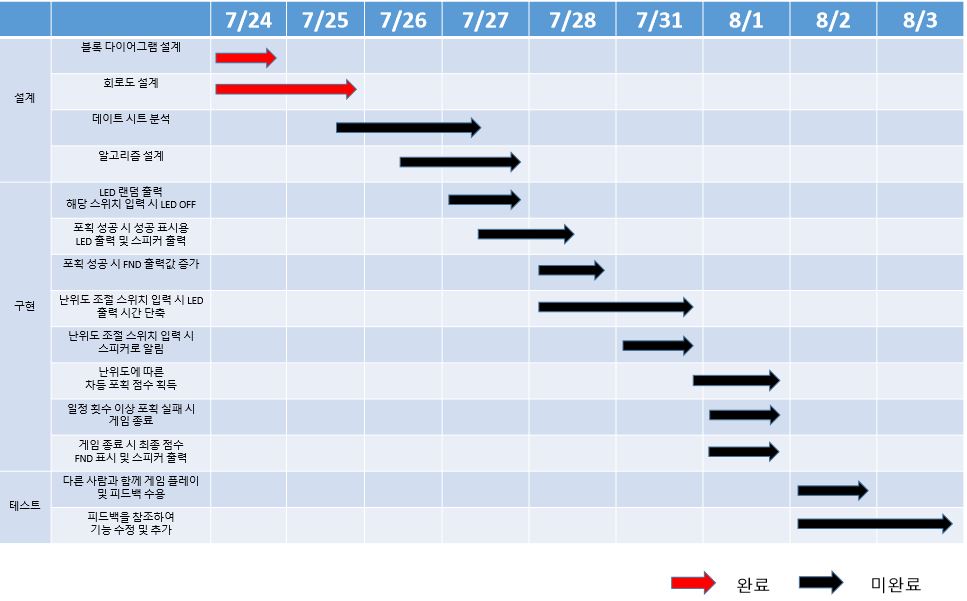 7/24 7/25 7/26 7/27 7/28 7/31 8/1 8/2 8/3
설계
블록 다이어그램 설계
회로도 설계
데이트 시트 분석
알고리즘 설계
구현
LED 랜덤 출력
해당 스위치 입력 시 LED OFF
포획 성공 시 성공 표시용
LED 출력 및 스피커 출력
포획 성공 시 FND 출력값 증가
난위도 조절 스위치 입력 시 LED
출력 시간 단축
난위도 조절 스위치 입력 시
스피커로 알림
난위도에 따른
차등 포획 점수 획득
일정 횟수 이상 포획 실패 시
게임 종료
게임 종료 시 최종 점수
FND 표시 및 스피커 출력
테스트
다른 사람과 함께 게임 플레이
및 피드백 수용
피드백을 참조하여
기능 수정 및 추가
완료 미완료